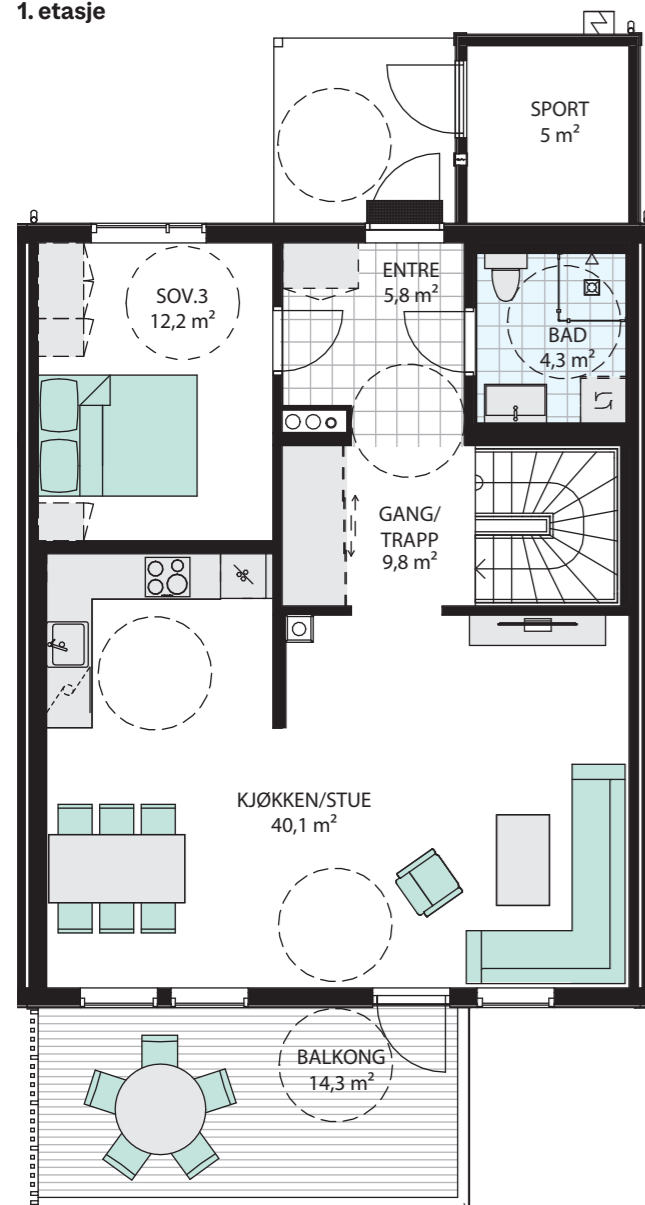 1. etasje
SPORT
5 m²
ENTRE
5,8 m²
SOV.3
12,2 m²
BAD
4,3 m²
GANG/
TRAPP
9,8 m²
KJØKKEN/STUE
40,1 m²
BALKONG
14,3 m²